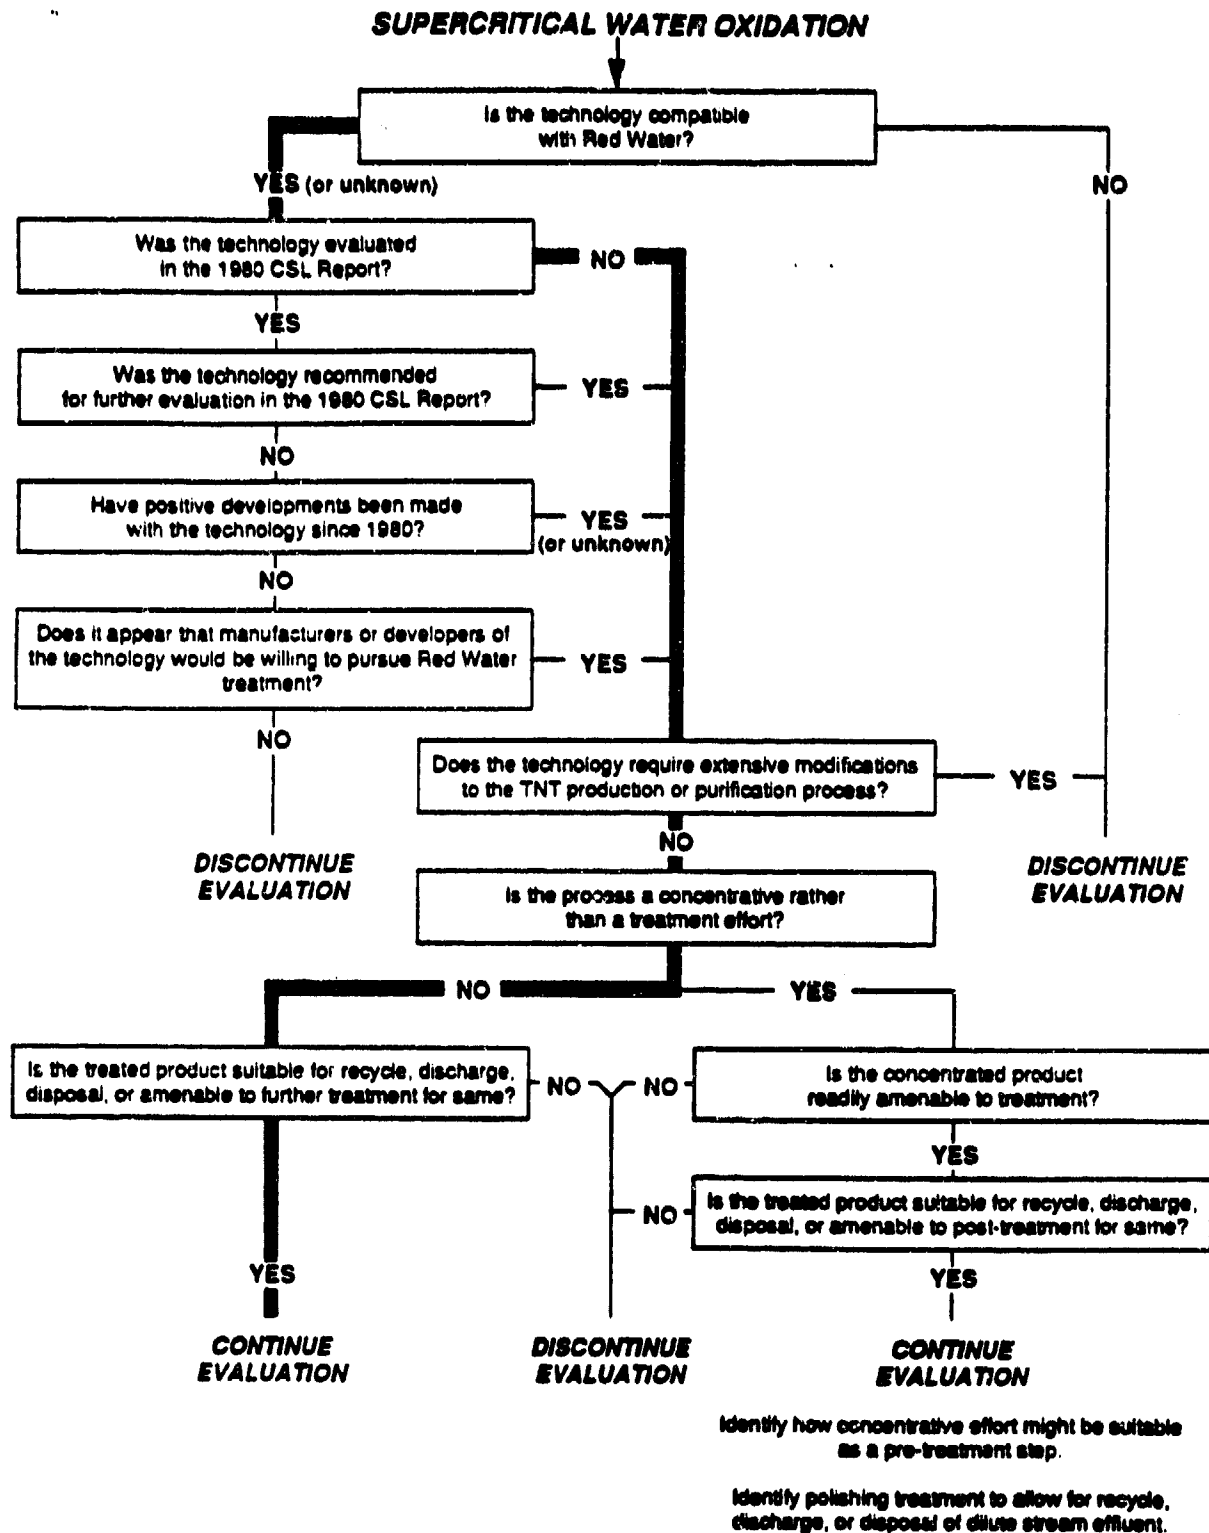 SUPERCRITICAL WATER OXIDATION
Is the technology compatible
with Red Water?
YES (or unknown)
NO
Was the technology evaluated
in the 1980 CSL Report?
NO
YES
Was the technology recommended
for further evaluation in the 1980 CSL Report?
YES
NO
Have positive developments been made
with the technology since 1980?
YES
(or unknown)
NO
Does it appear that manufacturers or developers of
the technology would be willing to pursue Red Water
treatment?
YES
NO
Does the technology require extensive modifications
to the TNT production or purification process?
YES
NO
DISCONTINUE
EVALUATION
DISCONTINUE
EVALUATION
Is the process a concentrative rather
than a treatment effort?
NO
YES
Is the treated product suitable for recycle, discharge,
disposal, or amenable to further treatment for same?
NO
NO
Is the concentrated product
readily amenable to treatment?
YES
NO
Is the treated product suitable for recycle, discharge,
disposal, or amenable to post-treatment for same?
YES
YES
CONTINUE
EVALUATION
DISCONTINUE
EVALUATION
CONTINUE
EVALUATION
Identify how concentrative effort might be suitable
as a pre-treatment step.
Identify polishing treatment to allow for recycle,
discharge, or disposal of dilute stream effluent.